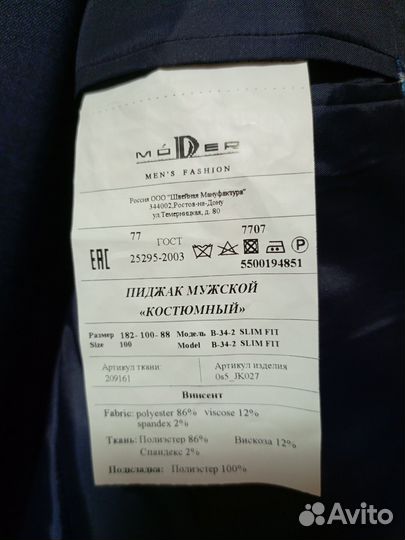 MóDER
MEN'S FASHION
Россия ООО "Швейная Мануфактура"
344002,Ростов-на-Дону
ул.Темерницкая, д. 80
77 ГОСТ 7707
EAC 25295-2003 P 5500194851
ПИДЖАК МУЖСКОЙ
«КОСТЮМНЫЙ»
Размер 182-100-88 Модель B-34-2 SLIM FIT
Size 100 Model B-34-2 SLIM FIT
Артикул ткани: Артикул изделия
209161 0s5_JK027
Винсент
Fabric: polyester 86% viscose 12%
spandex 2%
Ткань: Полиэстер 86% Вискоза 12%
Спандекс 2%
Подкладка: Полиэстер 100%
Avito